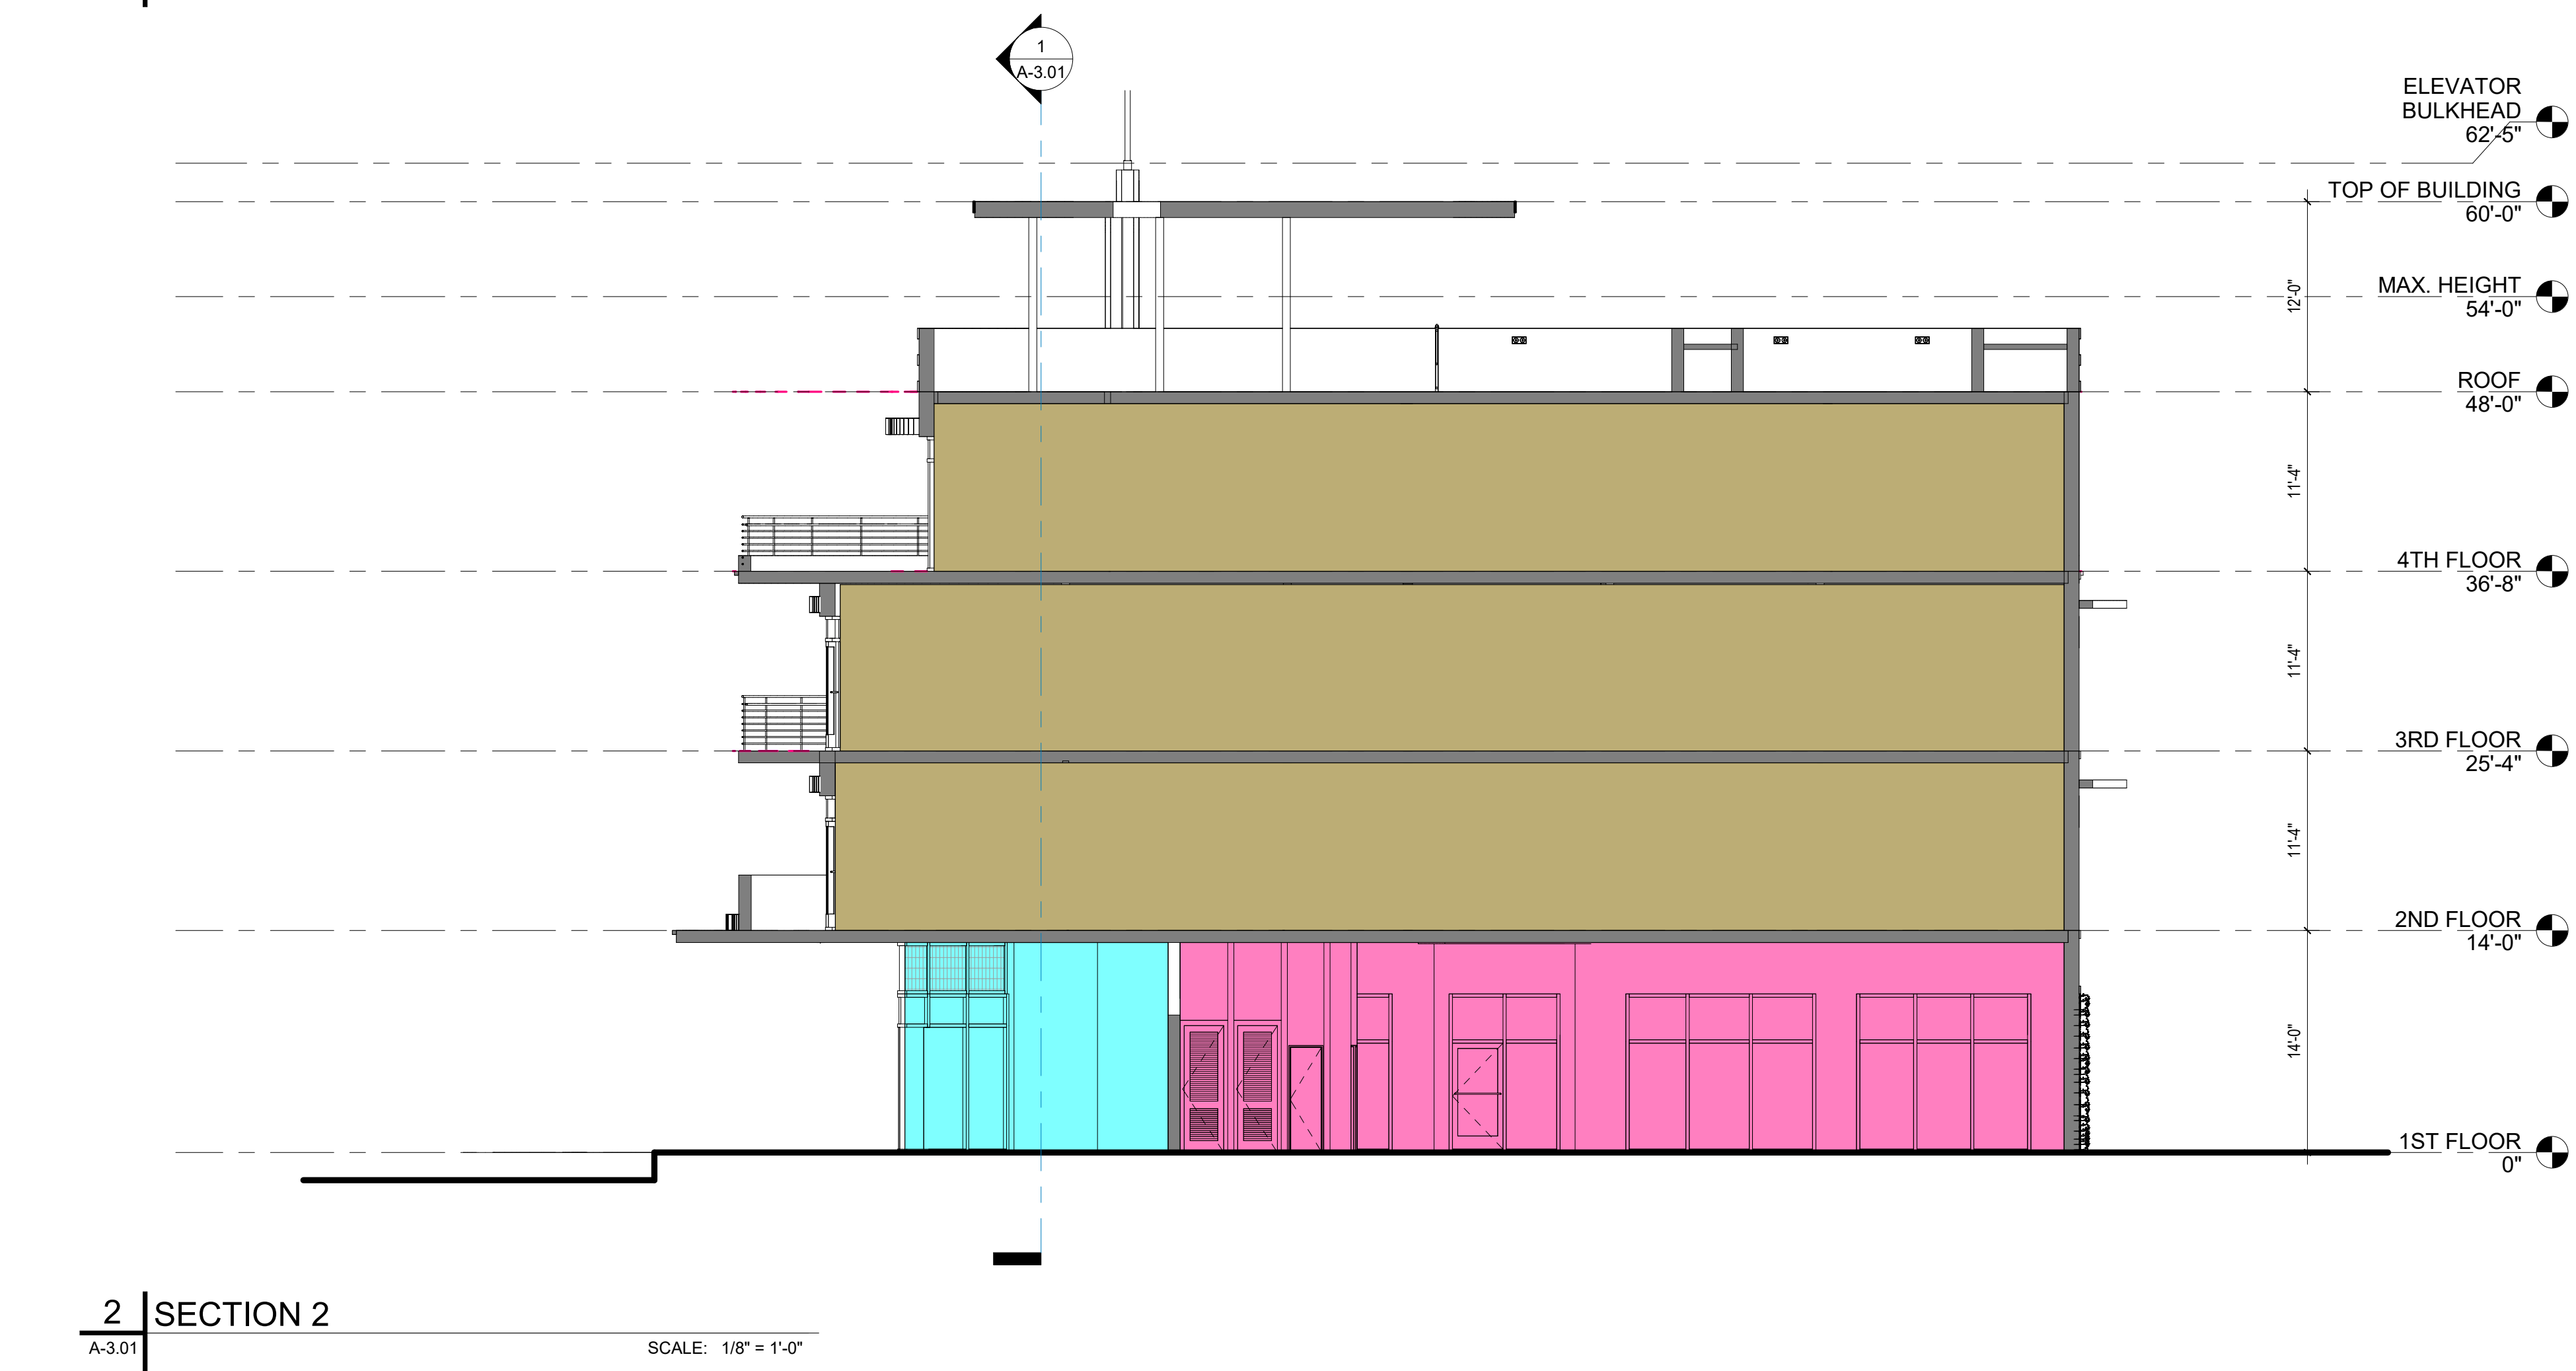 1
A-3.01
ELEVATOR
BULKHEAD
62'-5"
TOP OF BUILDING
60'-0"
12'-0"
MAX. HEIGHT
54'-0"
ROOF
48'-0"
11'-4"
4TH FLOOR
36'-8"
11'-4"
3RD FLOOR
25'-4"
11'-4"
2ND FLOOR
14'-0"
14'-0"
1ST FLOOR
0"
2
SECTION 2
A-3.01
SCALE: 1/8" = 1'-0"